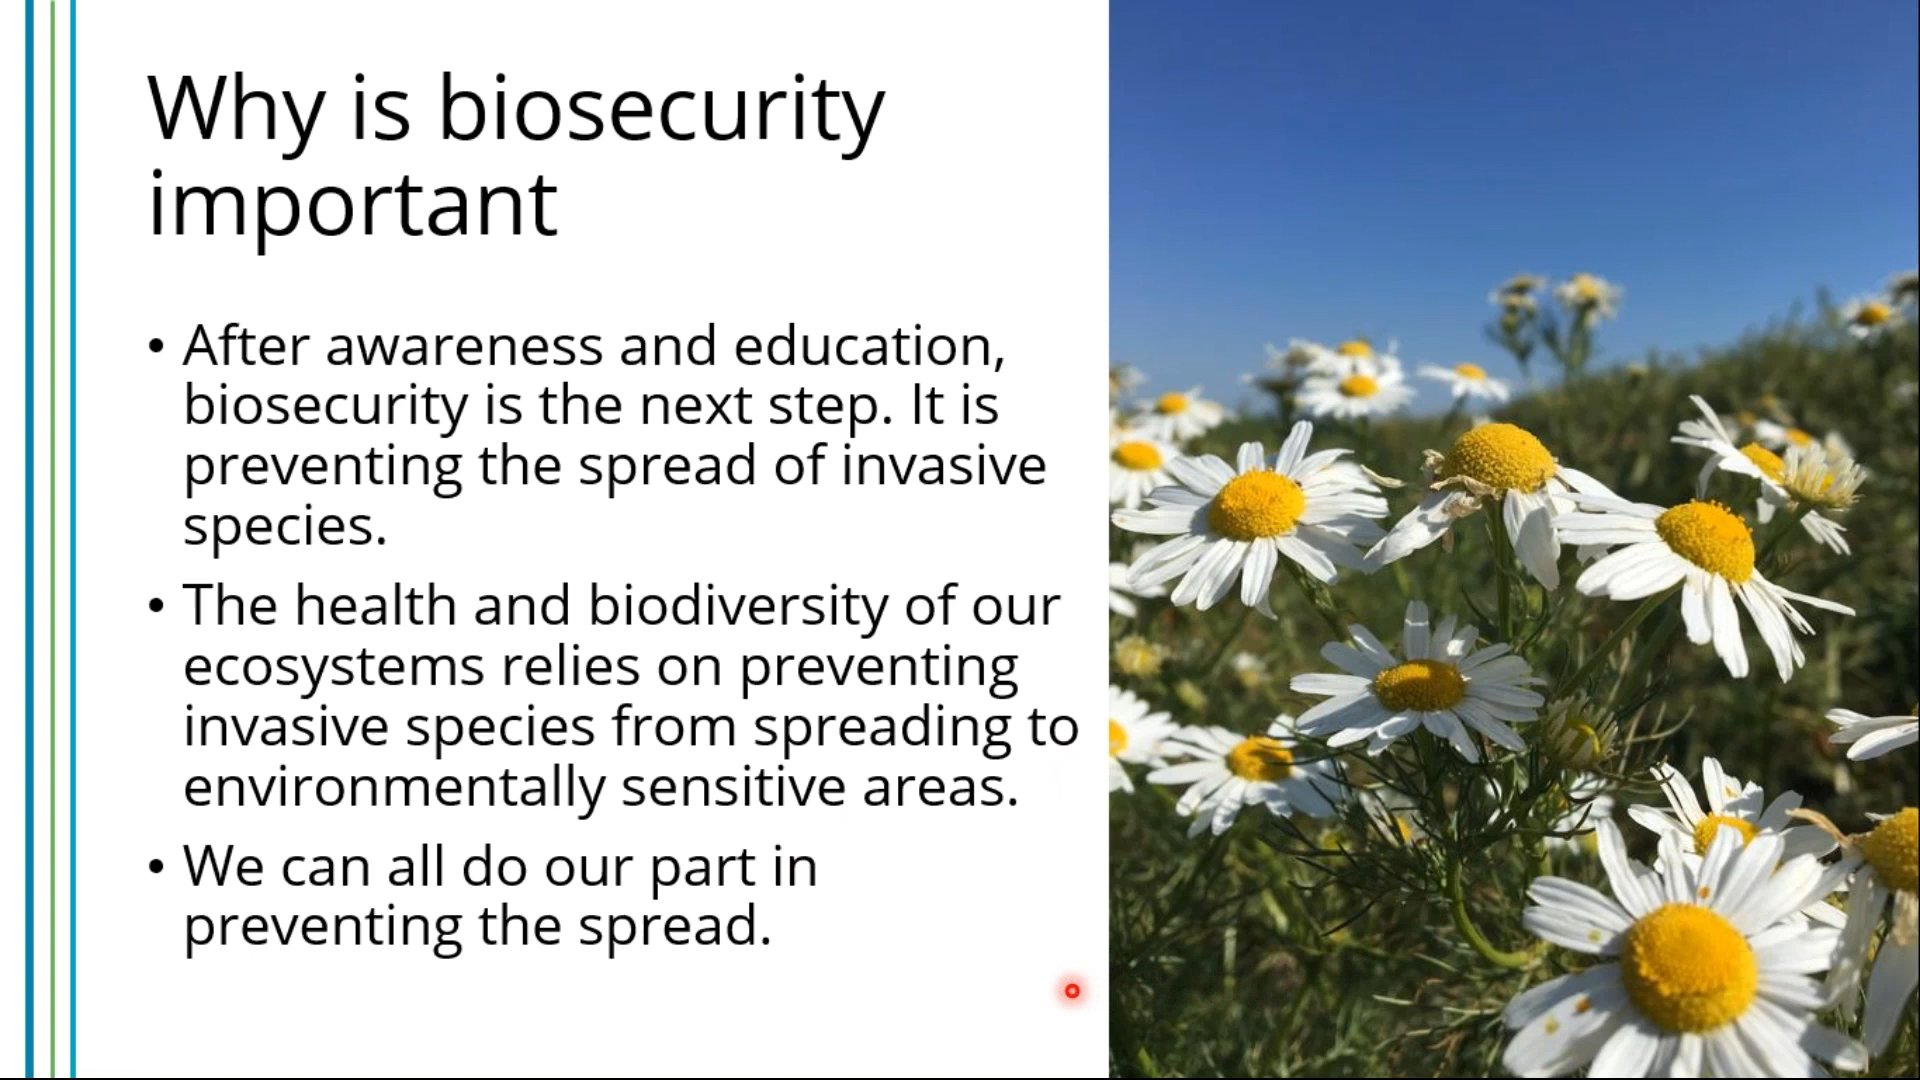 Why is biosecurity
important
• After awareness and education,
biosecurity is the next step. It is
preventing the spread of invasive
species.
• The health and biodiversity of our
ecosystems relies on preventing
invasive species from spreading to
environmentally sensitive areas.
• We can all do our part in
preventing the spread.